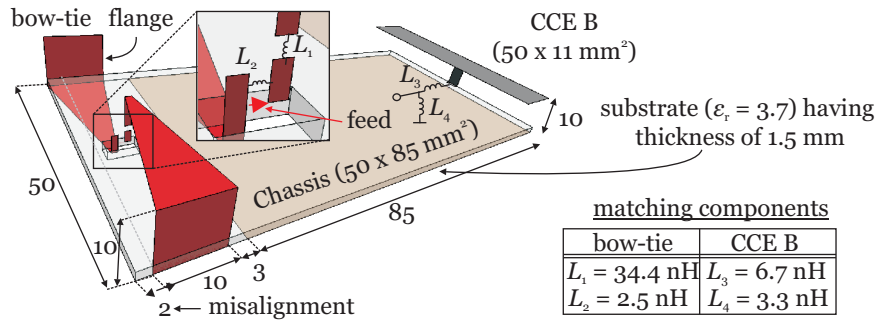 bow-tie flange
CCE B
(50 x 11 mm²)
L₁
L₂
feed
L₃
L₄
10
substrate (εᵣ = 3.7) having
thickness of 1.5 mm
Chassis (50 x 85 mm²)
50
85
10
3
10
2
misalignment
matching components
bow-tie CCE B
L₁ = 34.4 nH L₃ = 6.7 nH
L₂ = 2.5 nH L₄ = 3.3 nH